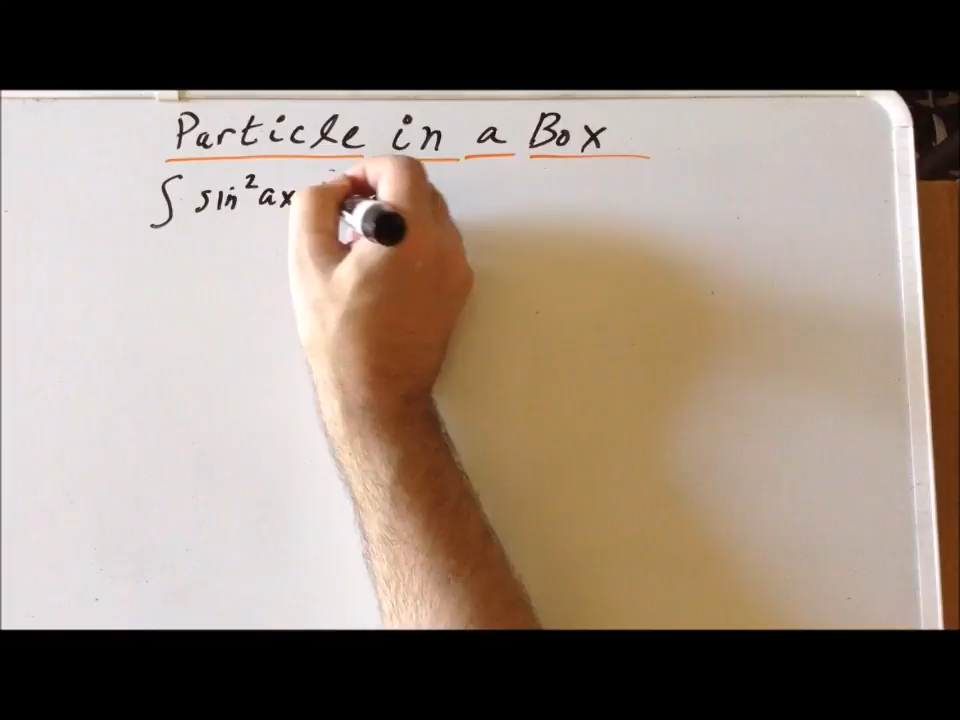 Particle in a Box
∫ sin²ax